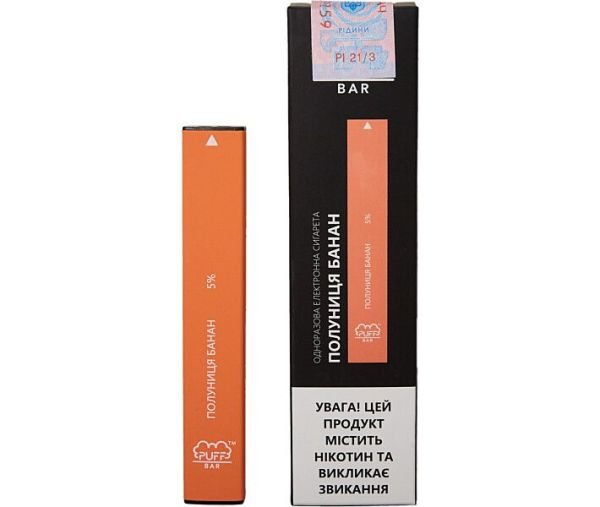 ПОЛУНИЦЯ БАНАН 5%
PUFF™
BAR
РІДИНИ
РІ 21/3
BAR
ОДНОРАЗОВА ЕЛЕКТРОННА СИГАРЕТА
ПОЛУНИЦЯ БАНАН
ПОЛУНИЦЯ БАНАН 5%
PUFF
BAR
УВАГА! ЦЕЙ
ПРОДУКТ
МІСТИТЬ
НІКОТИН ТА
ВИКЛИКАЄ
ЗВИКАННЯ